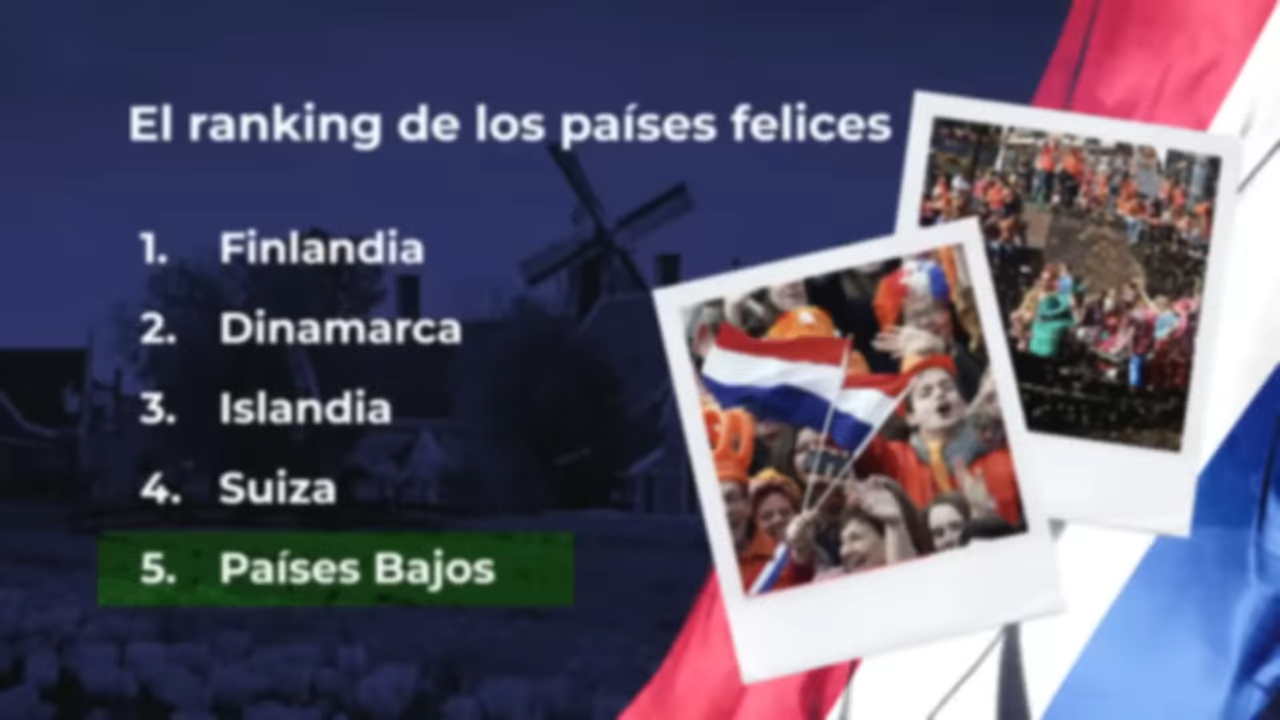 El ranking de los países felices
1. Finlandia
2. Dinamarca
3. Islandia
4. Suiza
5. Países Bajos